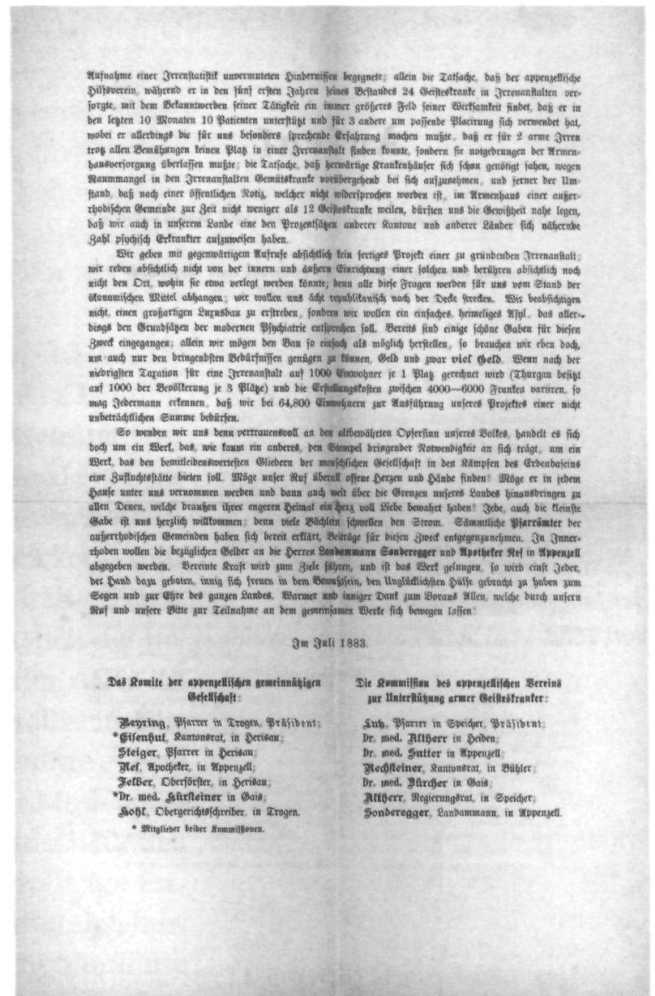 Aufnahme einer Irrenstatistik unvermuteten Hindernissen begegnete; allein die Tatsache, daß der appenzellische
Hilfsverein, während er in den fünf ersten Jahren seines Bestandes 24 Geisteskranke in Irrenanstalten ver-
sorgte, mit dem Bekanntwerden seiner Tätigkeit ein immer größeres Feld seiner Wirksamkeit findet, daß er in
den letzten 10 Monaten 10 Patienten unterstützt und für 3 andere um passende Placirung sich verwendet hat,
wobei er allerdings die für uns besonders sprechende Erfahrung machen mußte, daß er für 2 arme Irren
trotz allen Bemühungen keinen Platz in einer Irrenanstalt finden konnte, sondern sie notgedrungen der Armen-
hausversorgung überlassen mußte; die Tatsache, daß herwärtige Krankenhäuser sich schon genötigt sahen, wegen
Raummangel in den Irrenanstalten Gemütskranke vorübergehend bei sich aufzunehmen, und ferner der Um-
stand, daß nach einer öffentlichen Notiz, welcher nicht widersprochen worden ist, im Armenhaus einer außer-
rhodischen Gemeinde zur Zeit nicht weniger als 12 Geisteskranke weilen, dürften uns die Gewißheit nahe legen,
daß wir auch in unserem Lande eine den Prozentsätzen anderer Kantone und anderer Länder sich nähernde
Zahl psychisch Erkrankter aufzuweisen haben.
Wir geben mit gegenwärtigem Aufrufe absichtlich kein fertiges Projekt einer zu gründenden Irrenanstalt;
wir reden absichtlich nicht von der innern und äußern Einrichtung einer solchen und berühren absichtlich noch
nicht den Ort, wohin sie etwa verlegt werden könnte; denn alle diese Fragen werden für uns vom Stand der
ökonomischen Mittel abhangen; wir wollen uns ächt republikanisch nach der Decke strecken. Wir beabsichtigen
nicht, einen großartigen Luxusbau zu erstreben, sondern wir wollen ein einfaches, heimeliges Asyl, das aller-
dings den Grundsätzen der modernen Psychiatrie entsprechen soll. Bereits sind einige schöne Gaben für diesen
Zweck eingegangen; allein wir mögen den Bau so einfach als möglich herstellen, so brauchen wir eben doch,
um auch nur den dringendsten Bedürfnissen genügen zu können, Geld und zwar viel Geld. Wenn nach der
niedrigsten Taxation für eine Irrenanstalt auf 1000 Einwohner je 1 Platz gerechnet wird (Thurgau besitzt
auf 1000 der Bevölkerung je 3 Plätze) und die Erstellungskosten zwischen 4000—6000 Franken variren, so
mag Jedermann erkennen, daß wir bei 64,800 Einwohnern zur Ausführung unseres Projektes einer nicht
unbeträchtlichen Summe bedürfen.
So wenden wir uns denn vertrauensvoll an den altbewährten Opfersinn unseres Volkes, handelt es sich
doch um ein Werk, das, wie kaum ein anderes, den Stempel dringender Notwendigkeit an sich trägt, um ein
Werk, das den bemitleidenswertesten Gliedern der menschlichen Gesellschaft in den Kämpfen des Erdendaseins
eine Zufluchtsstätte bieten soll. Möge unser Ruf überall offene Herzen und Hände finden! Möge er in jedem
Hause unter uns vernommen werden und dann auch weit über die Grenzen unseres Landes hinausdringen zu
allen Denen, welche draußen ihrer engeren Heimat ein Herz voll Liebe bewahrt haben! Jede, auch die kleinste
Gabe ist uns herzlich willkommen; denn viele Bächlein schwellen den Strom. Sämmtliche Pfarrämter der
außerrhodischen Gemeinden haben sich bereit erklärt, Beiträge für diesen Zweck entgegenzunehmen. In Inner-
rhoden wollen die bezüglichen Gelder an die Herren Landammann Sonderegger und Apotheker Nef in Appenzell
abgegeben werden. Vereinte Kraft wird zum Ziele führen, und ist das Werk gelungen, so wird einst Jeder,
der Hand dazu geboten, innig sich freuen in dem Bewußtsein, den Unglücklichsten Hülfe gebracht zu haben zum
Segen und zur Ehre des ganzen Landes. Warmer und inniger Dank zum Voraus Allen, welche durch unsern
Ruf und unsere Bitte zur Teilnahme an dem gemeinsamen Werke sich bewegen lassen!
Im Juli 1883.
Das Komite der appenzellischen gemeinnützigen
Gesellschaft:
Heyring, Pfarrer in Trogen, Präsident;
*Eisenhut, Kantonsrat, in Herisau;
Steiger, Pfarrer in Herisau;
Nef, Apotheker, in Appenzell;
Felber, Oberförster, in Herisau;
*Dr. med. Kürsteiner in Gais;
Hohl, Obergerichtsschreiber, in Trogen.
* Mitglieder beider Kommissionen.
Die Kommission des appenzellischen Vereins
zur Unterstützung armer Geisteskranker:
Lutz, Pfarrer in Speicher, Präsident;
Dr. med. Altherr in Heiden;
Dr. med. Sutter in Appenzell;
Rechsteiner, Kantonsrat, in Bühler;
Dr. med. Zürcher in Gais;
Altherr, Regierungsrat, in Speicher;
Sonderegger, Landammann, in Appenzell.